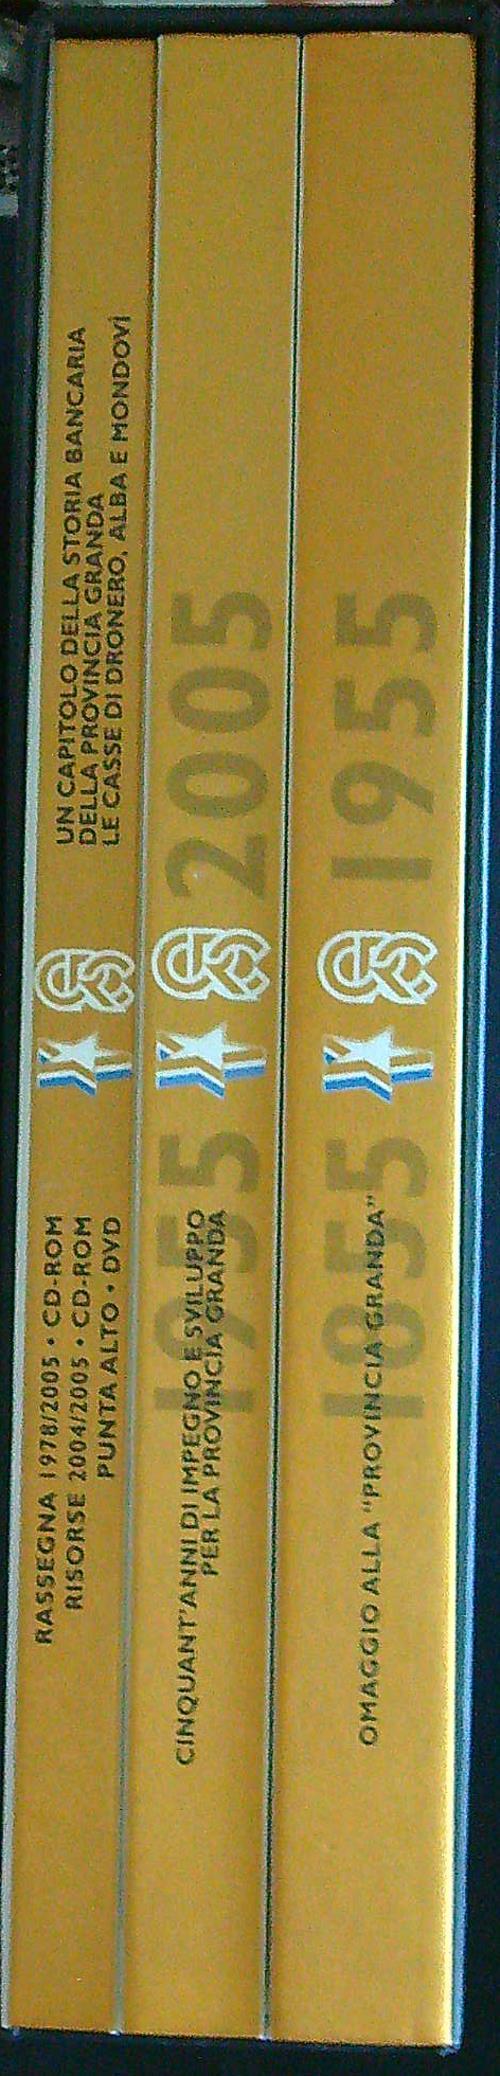 RASSEGNA 1978/2005 • CD-ROM
RISORSE 2004/2005 • CD-ROM
PUNTA ALTO • DVD
UN CAPITOLO DELLA STORIA BANCARIA
DELLA PROVINCIA GRANDA
LE CASSE DI DRONERO, ALBA E MONDOVÌ
1955
2005
CINQUANT'ANNI DI IMPEGNO E SVILUPPO
PER LA PROVINCIA GRANDA
1855
1955
OMAGGIO ALLA "PROVINCIA GRANDA"